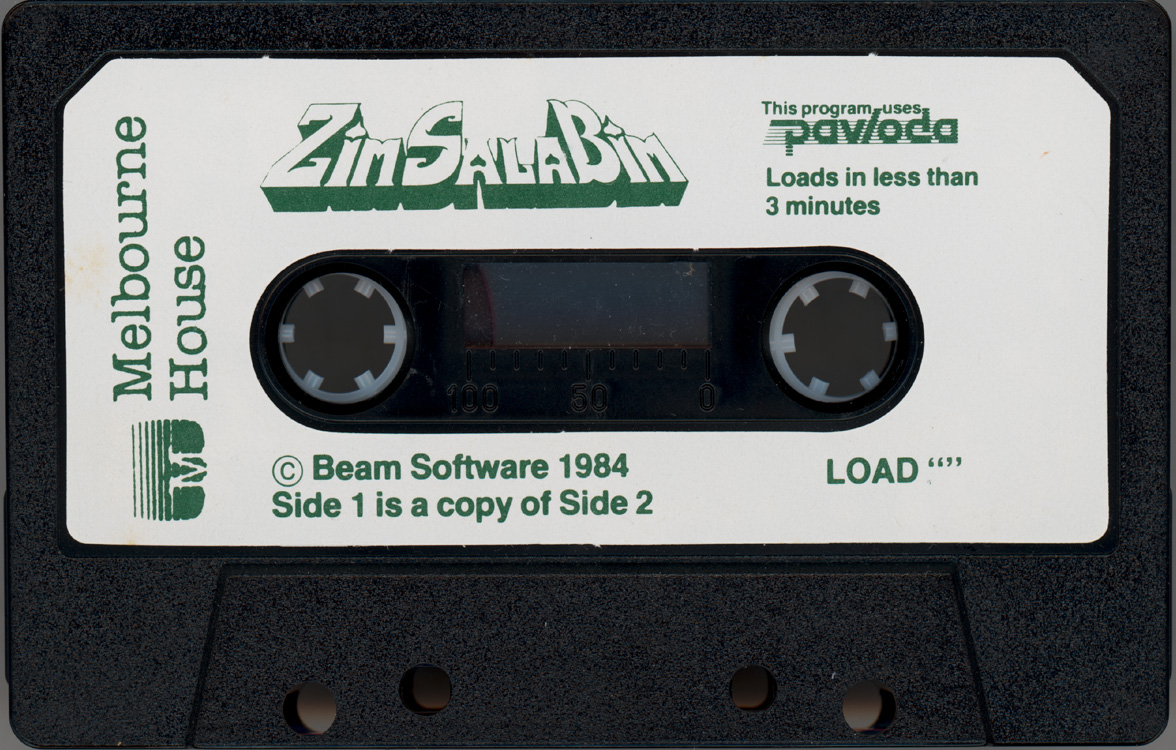 Melbourne
House
ZimSalaBim
This program uses
pavloda
Loads in less than
3 minutes
100 50 0
© Beam Software 1984
Side 1 is a copy of Side 2
LOAD “”